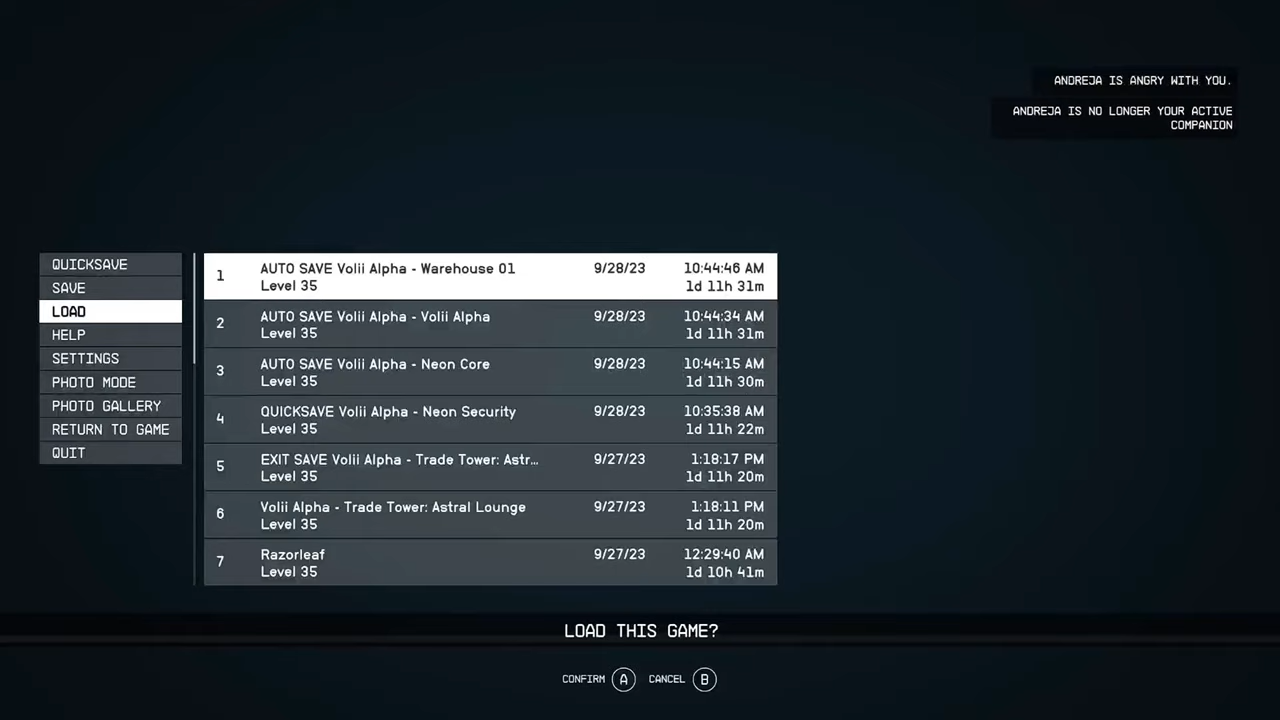 ANDREJA IS ANGRY WITH YOU.
ANDREJA IS NO LONGER YOUR ACTIVE
COMPANION
QUICKSAVE
SAVE
LOAD
HELP
SETTINGS
PHOTO MODE
PHOTO GALLERY
RETURN TO GAME
QUIT
1 AUTO SAVE Volii Alpha - Warehouse 01 9/28/23 10:44:46 AM
Level 35 1d 11h 31m
2 AUTO SAVE Volii Alpha - Volii Alpha 9/28/23 10:44:34 AM
Level 35 1d 11h 31m
3 AUTO SAVE Volii Alpha - Neon Core 9/28/23 10:44:15 AM
Level 35 1d 11h 30m
4 QUICKSAVE Volii Alpha - Neon Security 9/28/23 10:35:38 AM
Level 35 1d 11h 22m
5 EXIT SAVE Volii Alpha - Trade Tower: Astr... 9/27/23 1:18:17 PM
Level 35 1d 11h 20m
6 Volii Alpha - Trade Tower: Astral Lounge 9/27/23 1:18:11 PM
Level 35 1d 11h 20m
7 Razorleaf 9/27/23 12:29:40 AM
Level 35 1d 10h 41m
LOAD THIS GAME?
CONFIRM A CANCEL B